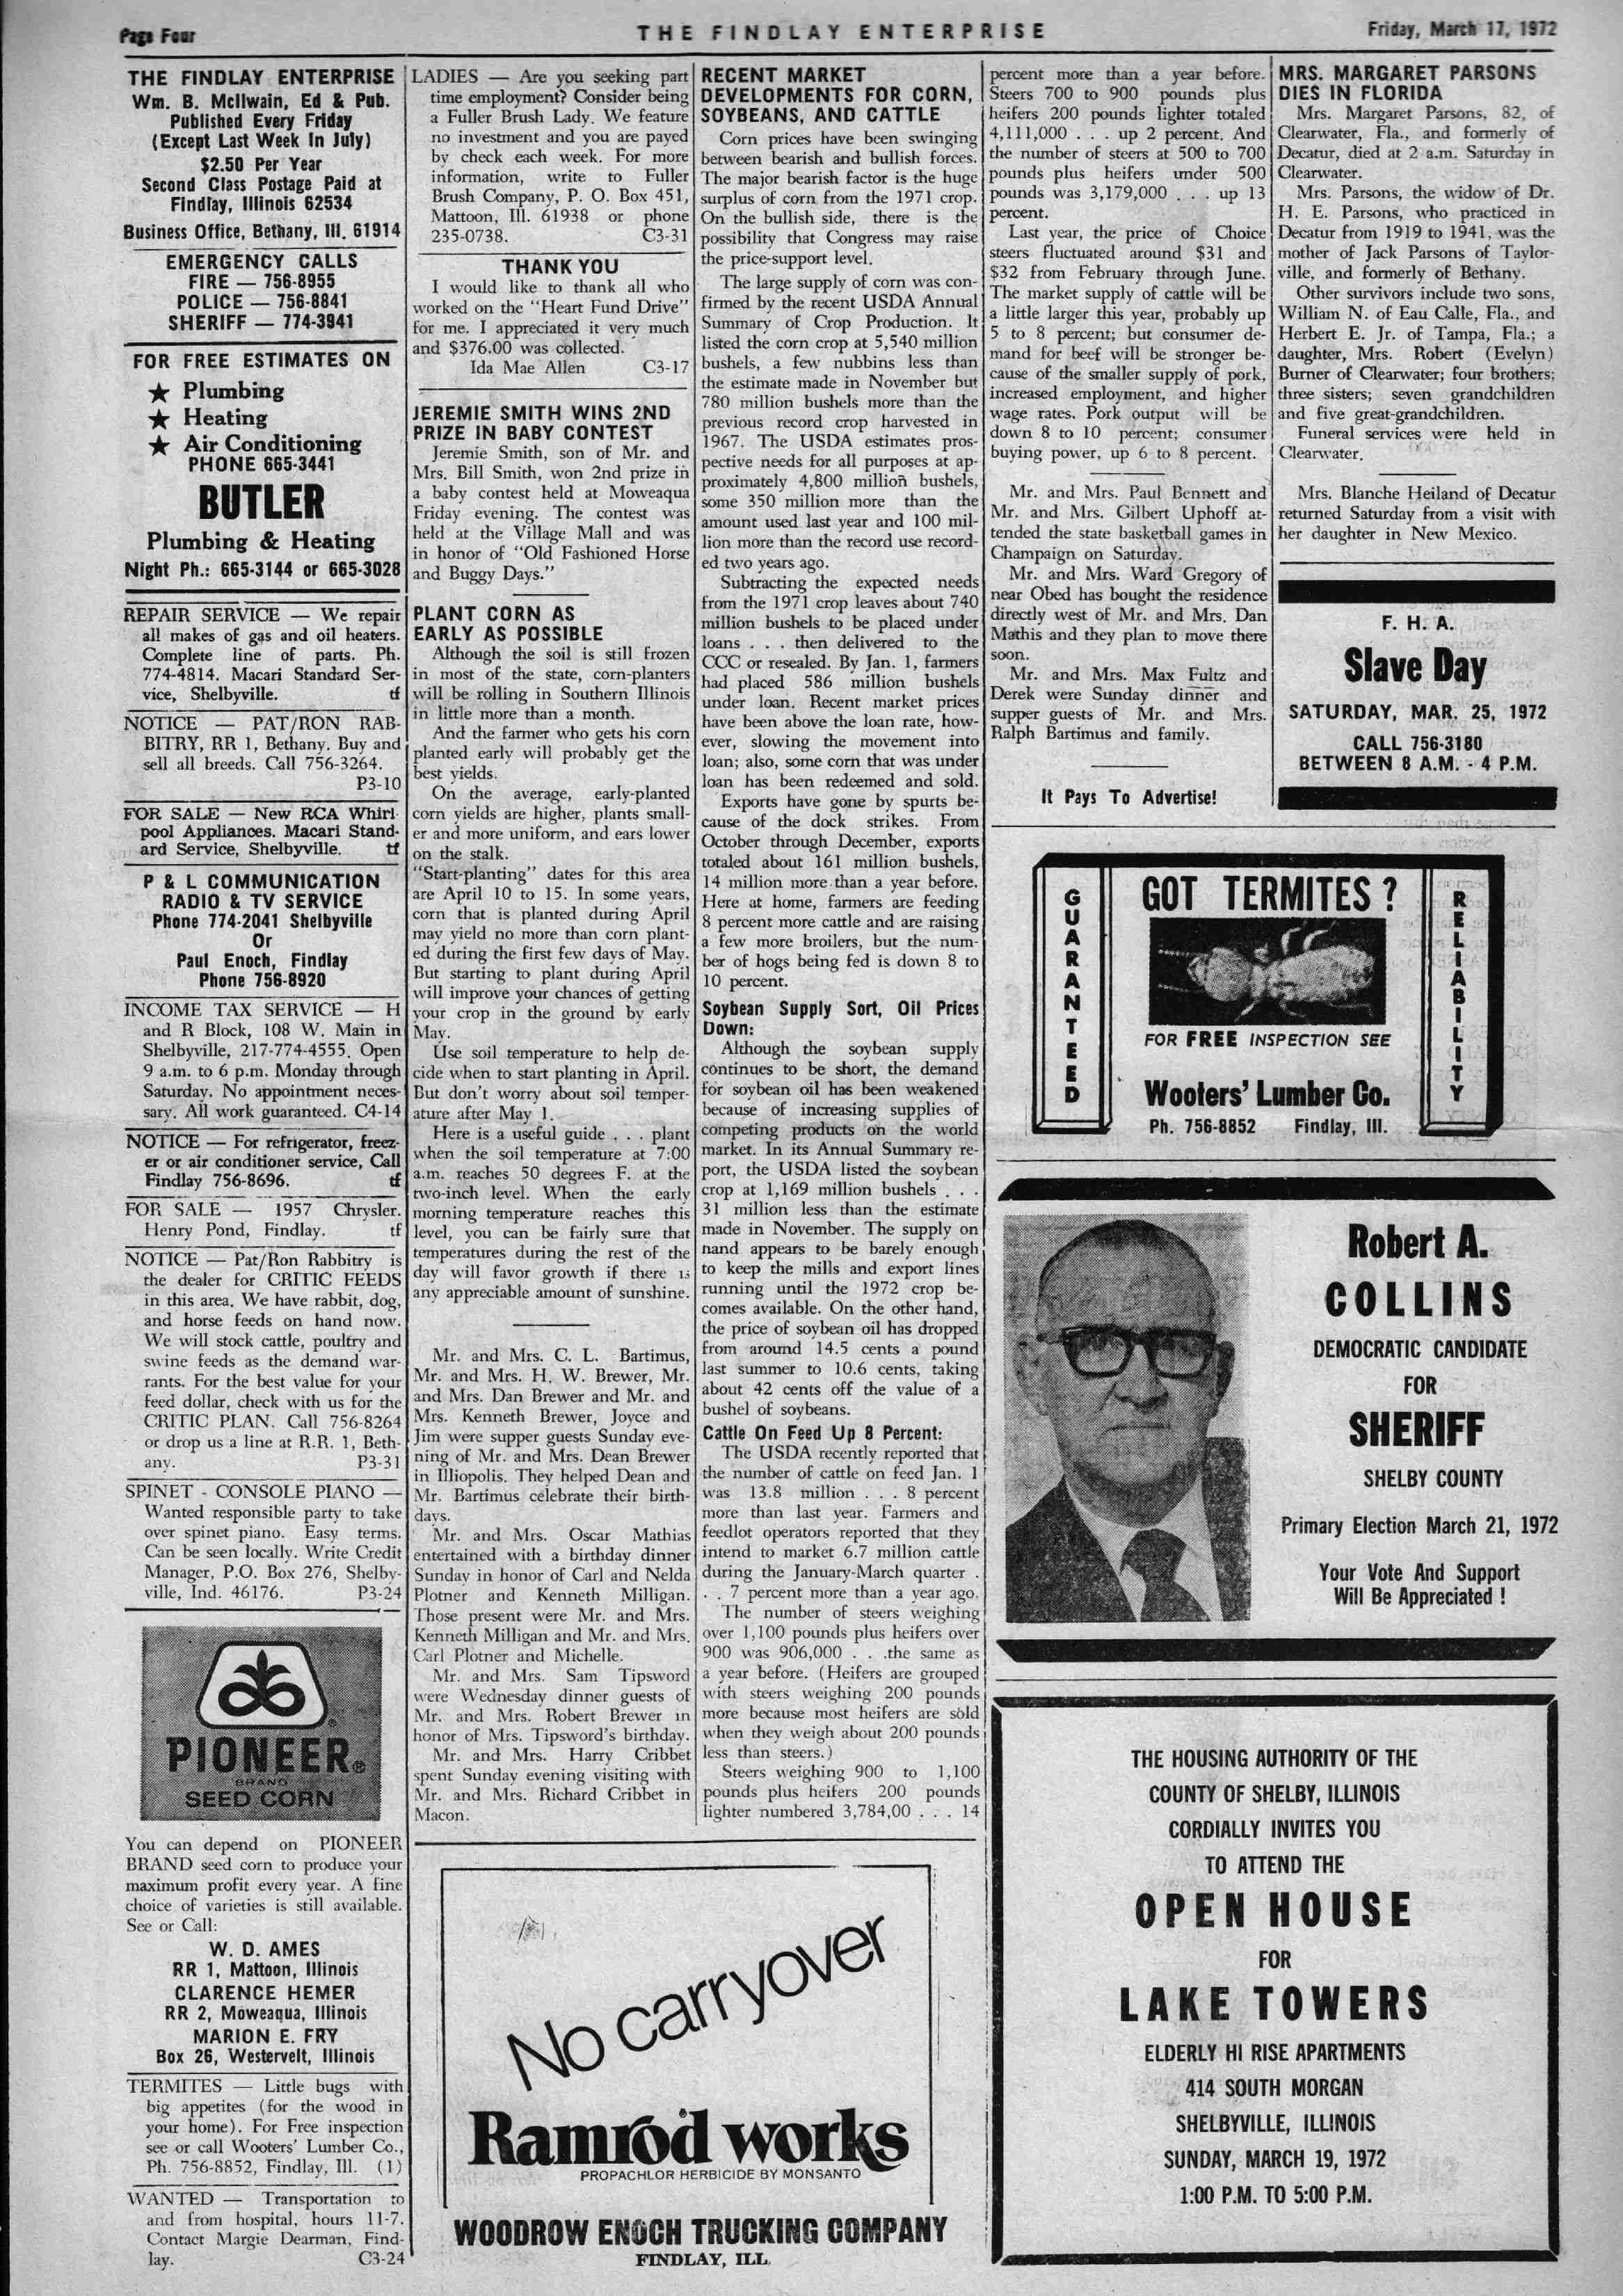 Page Four
THE FINDLAY ENTERPRISE
Friday, March 17, 1972
THE FINDLAY ENTERPRISE
Wm. B. McIlwain, Ed & Pub.
Published Every Friday
(Except Last Week In July)
$2.50 Per Year
Second Class Postage Paid at
Findlay, Illinois 62534
Business Office, Bethany, Ill. 61914
EMERGENCY CALLS
FIRE — 756-8955
POLICE — 756-8841
SHERIFF — 774-3941
FOR FREE ESTIMATES ON
★ Plumbing
★ Heating
★ Air Conditioning
PHONE 665-3441
BUTLER
Plumbing & Heating
Night Ph.: 665-3144 or 665-3028
REPAIR SERVICE — We repair
all makes of gas and oil heaters.
Complete line of parts. Ph.
774-4814. Macari Standard Ser-
vice, Shelbyville. tf
NOTICE — PAT/RON RAB-
BITRY, RR 1, Bethany. Buy and
sell all breeds. Call 756-3264.
P3-10
FOR SALE — New RCA Whirl-
pool Appliances. Macari Stand-
ard Service, Shelbyville. tf
P & L COMMUNICATION
RADIO & TV SERVICE
Phone 774-2041 Shelbyville
Or
Paul Enoch, Findlay
Phone 756-8920
INCOME TAX SERVICE — H
and R Block, 108 W. Main in
Shelbyville, 217-774-4555. Open
9 a.m. to 6 p.m. Monday through
Saturday. No appointment neces-
sary. All work guaranteed. C4-14
NOTICE — For refrigerator, freez-
er or air conditioner service, Call
Findlay 756-8696. tf
FOR SALE — 1957 Chrysler.
Henry Pond, Findlay. tf
NOTICE — Pat/Ron Rabbitry is
the dealer for CRITIC FEEDS
in this area. We have rabbit, dog,
and horse feeds on hand now.
We will stock cattle, poultry and
swine feeds as the demand war-
rants. For the best value for your
feed dollar, check with us for the
CRITIC PLAN. Call 756-8264
or drop us a line at R.R. 1, Beth-
any. P3-31
SPINET - CONSOLE PIANO —
Wanted responsible party to take
over spinet piano. Easy terms.
Can be seen locally. Write Credit
Manager, P.O. Box 276, Shelby-
ville, Ind. 46176. P3-24
PIONEER®
BRAND
SEED CORN
You can depend on PIONEER
BRAND seed corn to produce your
maximum profit every year. A fine
choice of varieties is still available.
See or Call:
W. D. AMES
RR 1, Mattoon, Illinois
CLARENCE HEMER
RR 2, Moweaqua, Illinois
MARION E. FRY
Box 26, Westervelt, Illinois
TERMITES — Little bugs with
big appetites (for the wood in
your home). For Free inspection
see or call Wooters' Lumber Co.,
Ph. 756-8852, Findlay, Ill. (1)
WANTED — Transportation to
and from hospital, hours 11-7.
Contact Margie Dearman, Find-
lay. C3-24
LADIES — Are you seeking part
time employment? Consider being
a Fuller Brush Lady. We feature
no investment and you are payed
by check each week. For more
information, write to Fuller
Brush Company, P. O. Box 451,
Mattoon, Ill. 61938 or phone
235-0738. C3-31
THANK YOU
I would like to thank all who
worked on the "Heart Fund Drive"
for me. I appreciated it very much
and $376.00 was collected.
Ida Mae Allen C3-17
JEREMIE SMITH WINS 2ND
PRIZE IN BABY CONTEST
Jeremie Smith, son of Mr. and
Mrs. Bill Smith, won 2nd prize in
a baby contest held at Moweaqua
Friday evening. The contest was
held at the Village Mall and was
in honor of "Old Fashioned Horse
and Buggy Days."
PLANT CORN AS
EARLY AS POSSIBLE
Although the soil is still frozen
in most of the state, corn-planters
will be rolling in Southern Illinois
in little more than a month.
And the farmer who gets his corn
planted early will probably get the
best yields.
On the average, early-planted
corn yields are higher, plants small-
er and more uniform, and ears lower
on the stalk.
"Start-planting" dates for this area
are April 10 to 15. In some years,
corn that is planted during April
may yield no more than corn plant-
ed during the first few days of May.
But starting to plant during April
will improve your chances of getting
your crop in the ground by early
May.
Use soil temperature to help de-
cide when to start planting in April.
But don't worry about soil temper-
ature after May 1.
Here is a useful guide . . . plant
when the soil temperature at 7:00
a.m. reaches 50 degrees F. at the
two-inch level. When the early
morning temperature reaches this
level, you can be fairly sure that
temperatures during the rest of the
day will favor growth if there is
any appreciable amount of sunshine.
Mr. and Mrs. C. L. Bartimus,
Mr. and Mrs. H. W. Brewer, Mr.
and Mrs. Dan Brewer and Mr. and
Mrs. Kenneth Brewer, Joyce and
Jim were supper guests Sunday eve-
ning of Mr. and Mrs. Dean Brewer
in Illiopolis. They helped Dean and
Mr. Bartimus celebrate their birth-
days.
Mr. and Mrs. Oscar Mathias
entertained with a birthday dinner
Sunday in honor of Carl and Nelda
Plotner and Kenneth Milligan.
Those present were Mr. and Mrs.
Kenneth Milligan and Mr. and Mrs.
Carl Plotner and Michelle.
Mr. and Mrs. Sam Tipsword
were Wednesday dinner guests of
Mr. and Mrs. Robert Brewer in
honor of Mrs. Tipsword's birthday.
Mr. and Mrs. Harry Cribbet
spent Sunday evening visiting with
Mr. and Mrs. Richard Cribbet in
Macon.
RECENT MARKET
DEVELOPMENTS FOR CORN,
SOYBEANS, AND CATTLE
Corn prices have been swinging
between bearish and bullish forces.
The major bearish factor is the huge
surplus of corn from the 1971 crop.
On the bullish side, there is the
possibility that Congress may raise
the price-support level.
The large supply of corn was con-
firmed by the recent USDA Annual
Summary of Crop Production. It
listed the corn crop at 5,540 million
bushels, a few nubbins less than
the estimate made in November but
780 million bushels more than the
previous record crop harvested in
1967. The USDA estimates pros-
pective needs for all purposes at ap-
proximately 4,800 million bushels,
some 350 million more than the
amount used last year and 100 mil-
lion more than the record use record-
ed two years ago.
Subtracting the expected needs
from the 1971 crop leaves about 740
million bushels to be placed under
loans . . . then delivered to the
CCC or resealed. By Jan. 1, farmers
had placed 586 million bushels
under loan. Recent market prices
have been above the loan rate, how-
ever, slowing the movement into
loan; also, some corn that was under
loan has been redeemed and sold.
Exports have gone by spurts be-
cause of the dock strikes. From
October through December, exports
totaled about 161 million bushels,
14 million more than a year before.
Here at home, farmers are feeding
8 percent more cattle and are raising
a few more broilers, but the num-
ber of hogs being fed is down 8 to
10 percent.
Soybean Supply Sort, Oil Prices
Down:
Although the soybean supply
continues to be short, the demand
for soybean oil has been weakened
because of increasing supplies of
competing products on the world
market. In its Annual Summary re-
port, the USDA listed the soybean
crop at 1,169 million bushels . . .
31 million less than the estimate
made in November. The supply on
hand appears to be barely enough
to keep the mills and export lines
running until the 1972 crop be-
comes available. On the other hand,
the price of soybean oil has dropped
from around 14.5 cents a pound
last summer to 10.6 cents, taking
about 42 cents off the value of a
bushel of soybeans.
Cattle On Feed Up 8 Percent:
The USDA recently reported that
the number of cattle on feed Jan. 1
was 13.8 million . . . 8 percent
more than last year. Farmers and
feedlot operators reported that they
intend to market 6.7 million cattle
during the January-March quarter .
. . 7 percent more than a year ago.
The number of steers weighing
over 1,100 pounds plus heifers over
900 was 906,000 . . .the same as
a year before. (Heifers are grouped
with steers weighing 200 pounds
more because most heifers are sold
when they weigh about 200 pounds
less than steers.)
Steers weighing 900 to 1,100
pounds plus heifers 200 pounds
lighter numbered 3,784,00 . . . 14
percent more than a year before.
Steers 700 to 900 pounds plus
heifers 200 pounds lighter totaled
4,111,000 . . . up 2 percent. And
the number of steers at 500 to 700
pounds plus heifers under 500
pounds was 3,179,000 . . . up 13
percent.
Last year, the price of Choice
steers fluctuated around $31 and
$32 from February through June.
The market supply of cattle will be
a little larger this year, probably up
5 to 8 percent; but consumer de-
mand for beef will be stronger be-
cause of the smaller supply of pork,
increased employment, and higher
wage rates. Pork output will be
down 8 to 10 percent; consumer
buying power, up 6 to 8 percent.
Mr. and Mrs. Paul Bennett and
Mr. and Mrs. Gilbert Uphoff at-
tended the state basketball games in
Champaign on Saturday.
Mr. and Mrs. Ward Gregory of
near Obed has bought the residence
directly west of Mr. and Mrs. Dan
Mathis and they plan to move there
soon.
Mr. and Mrs. Max Fultz and
Derek were Sunday dinner and
supper guests of Mr. and Mrs.
Ralph Bartimus and family.
It Pays To Advertise!
MRS. MARGARET PARSONS
DIES IN FLORIDA
Mrs. Margaret Parsons, 82, of
Clearwater, Fla., and formerly of
Decatur, died at 2 a.m. Saturday in
Clearwater.
Mrs. Parsons, the widow of Dr.
H. E. Parsons, who practiced in
Decatur from 1919 to 1941, was the
mother of Jack Parsons of Taylor-
ville, and formerly of Bethany.
Other survivors include two sons,
William N. of Eau Calle, Fla., and
Herbert E. Jr. of Tampa, Fla.; a
daughter, Mrs. Robert (Evelyn)
Burner of Clearwater; four brothers;
three sisters; seven grandchildren
and five great-grandchildren.
Funeral services were held in
Clearwater.
Mrs. Blanche Heiland of Decatur
returned Saturday from a visit with
her daughter in New Mexico.
F. H. A.
Slave Day
SATURDAY, MAR. 25, 1972
CALL 756-3180
BETWEEN 8 A.M. - 4 P.M.
GUARANTEED
GOT TERMITES ?
RELIABILITY
FOR FREE INSPECTION SEE
Wooters' Lumber Co.
Ph. 756-8852 Findlay, Ill.
Robert A.
COLLINS
DEMOCRATIC CANDIDATE
FOR
SHERIFF
SHELBY COUNTY
Primary Election March 21, 1972
Your Vote And Support
Will Be Appreciated !
No carryover
Ramrod works
PROPACHLOR HERBICIDE BY MONSANTO
WOODROW ENOCH TRUCKING COMPANY
FINDLAY, ILL.
THE HOUSING AUTHORITY OF THE
COUNTY OF SHELBY, ILLINOIS
CORDIALLY INVITES YOU
TO ATTEND THE
OPEN HOUSE
FOR
LAKE TOWERS
ELDERLY HI RISE APARTMENTS
414 SOUTH MORGAN
SHELBYVILLE, ILLINOIS
SUNDAY, MARCH 19, 1972
1:00 P.M. TO 5:00 P.M.